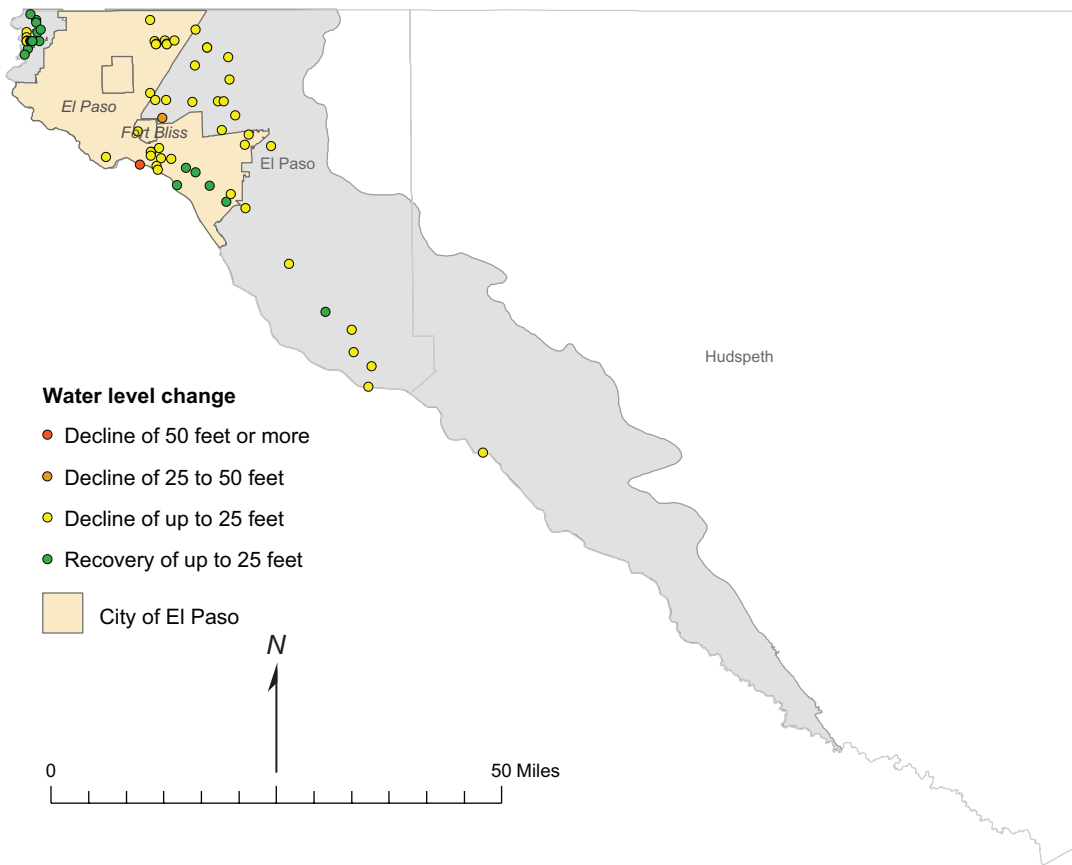 El Paso
Fort Bliss
El Paso
Hudspeth
Water level change
Decline of 50 feet or more
Decline of 25 to 50 feet
Decline of up to 25 feet
Recovery of up to 25 feet
City of El Paso
N
0 50 Miles